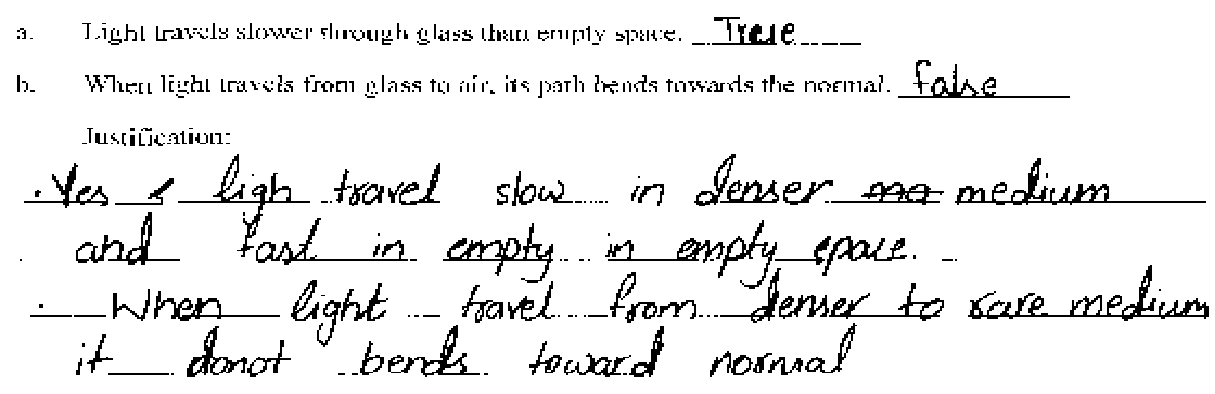 a. Light travels slower through glass than empty space. True
b. When light travels from glass to air, its path bends towards the normal. false
Justification:
. Yes ligh travel slow in denser medium
and fast in empty in empty space.
. When light travel from denser to rare medium
it donot bends toward normal